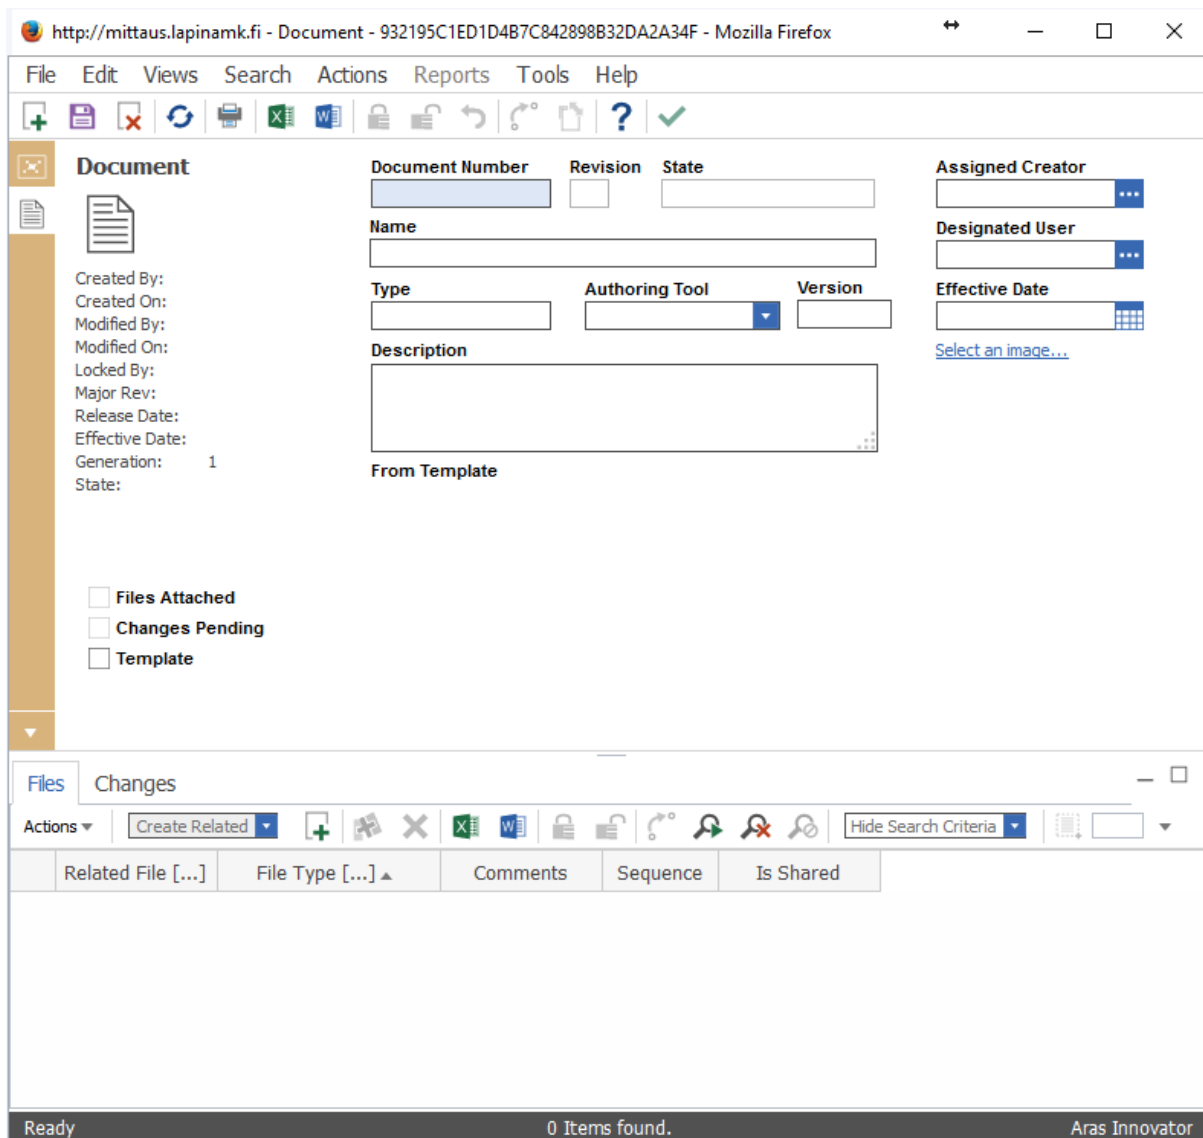 http://mittaus.lapinamk.fi - Document - 932195C1ED1D4B7C842898B32DA2A34F - Mozilla Firefox
File Edit Views Search Actions Reports Tools Help
Document
Created By:
Created On:
Modified By:
Modified On:
Locked By:
Major Rev:
Release Date:
Effective Date:
Generation: 1
State:
Files Attached
Changes Pending
Template
Document Number Revision State
Name
Type Authoring Tool Version
Description
From Template
Assigned Creator
Designated User
Effective Date
Select an image...
Files Changes
Actions Create Related Hide Search Criteria
Related File [...] File Type [...] Comments Sequence Is Shared
Ready 0 Items found. Aras Innovator